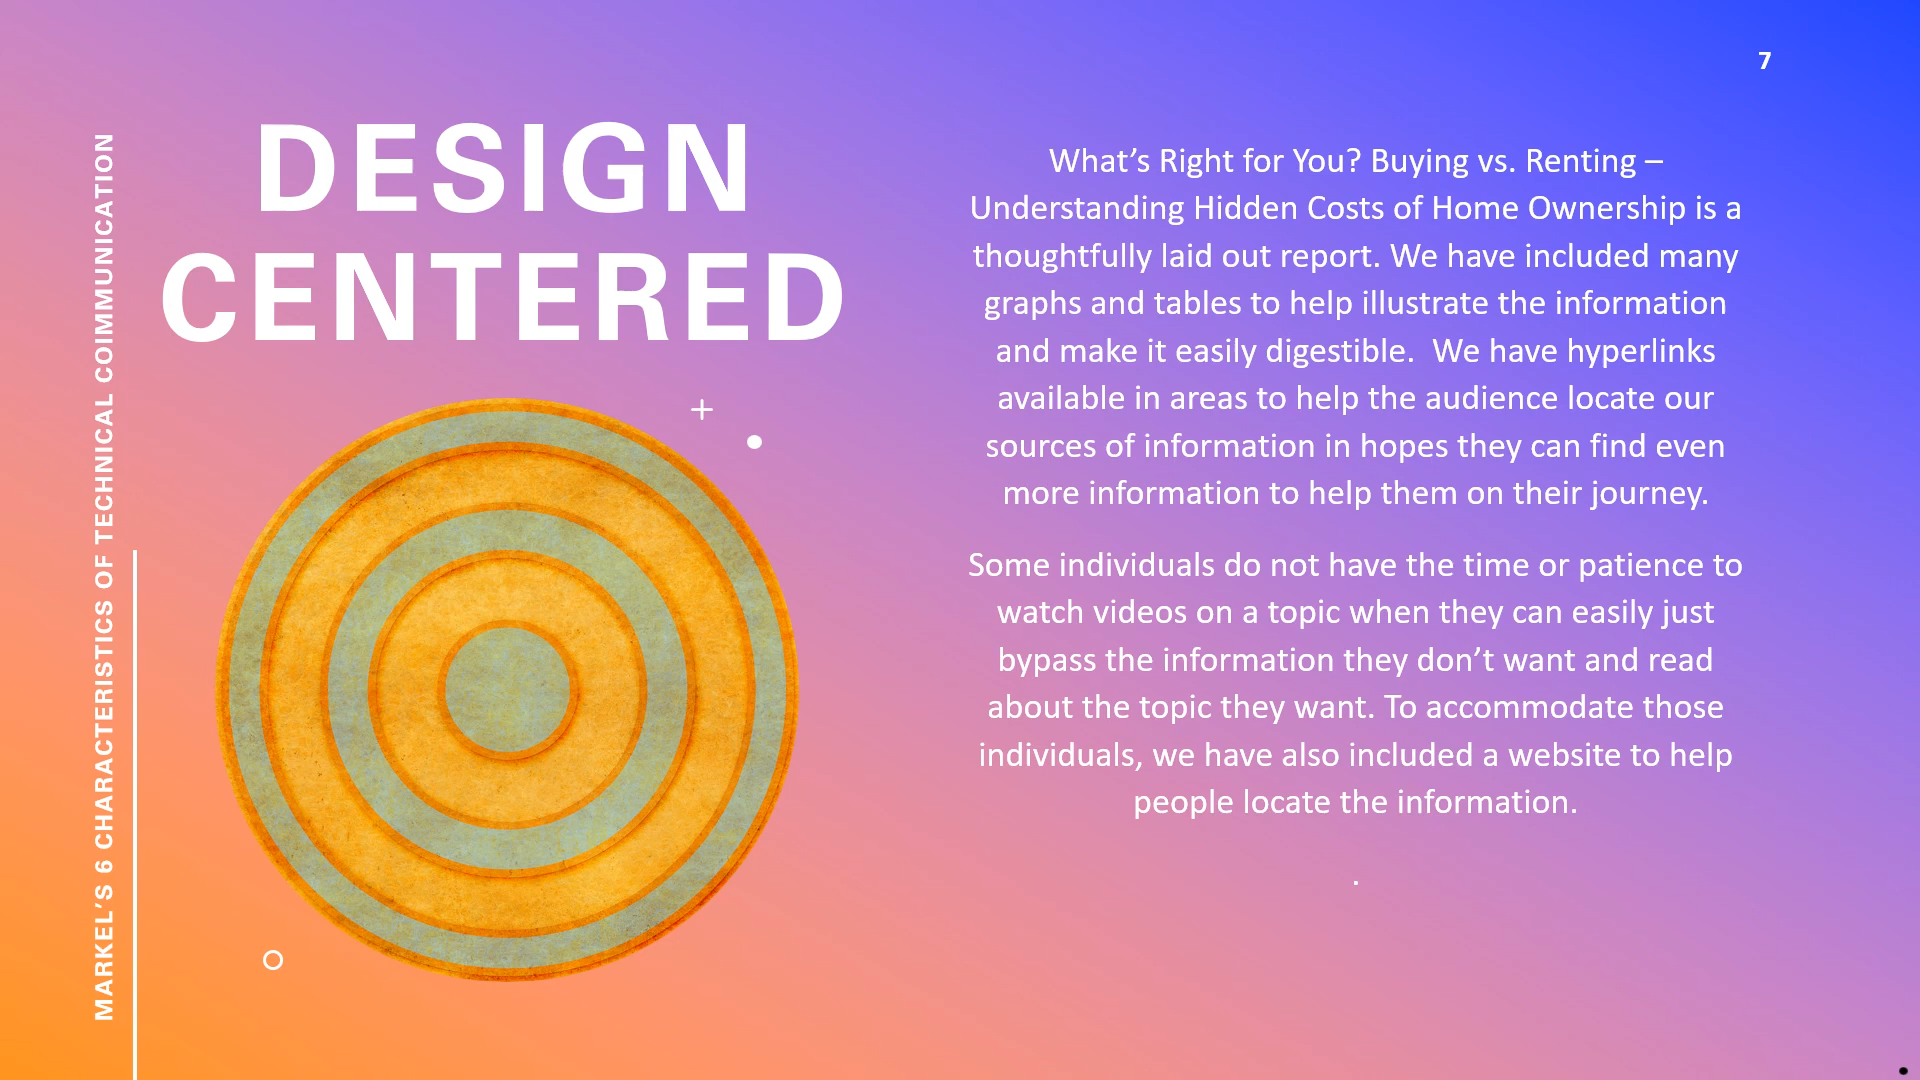 7
MARKEL’S 6 CHARACTERISTICS OF TECHNICAL COIMMUNICATION
DESIGN
CENTERED
What’s Right for You? Buying vs. Renting –
Understanding Hidden Costs of Home Ownership is a
thoughtfully laid out report. We have included many
graphs and tables to help illustrate the information
and make it easily digestible.  We have hyperlinks
available in areas to help the audience locate our
sources of information in hopes they can find even
more information to help them on their journey.
Some individuals do not have the time or patience to
watch videos on a topic when they can easily just
bypass the information they don’t want and read
about the topic they want. To accommodate those
individuals, we have also included a website to help
people locate the information.
.